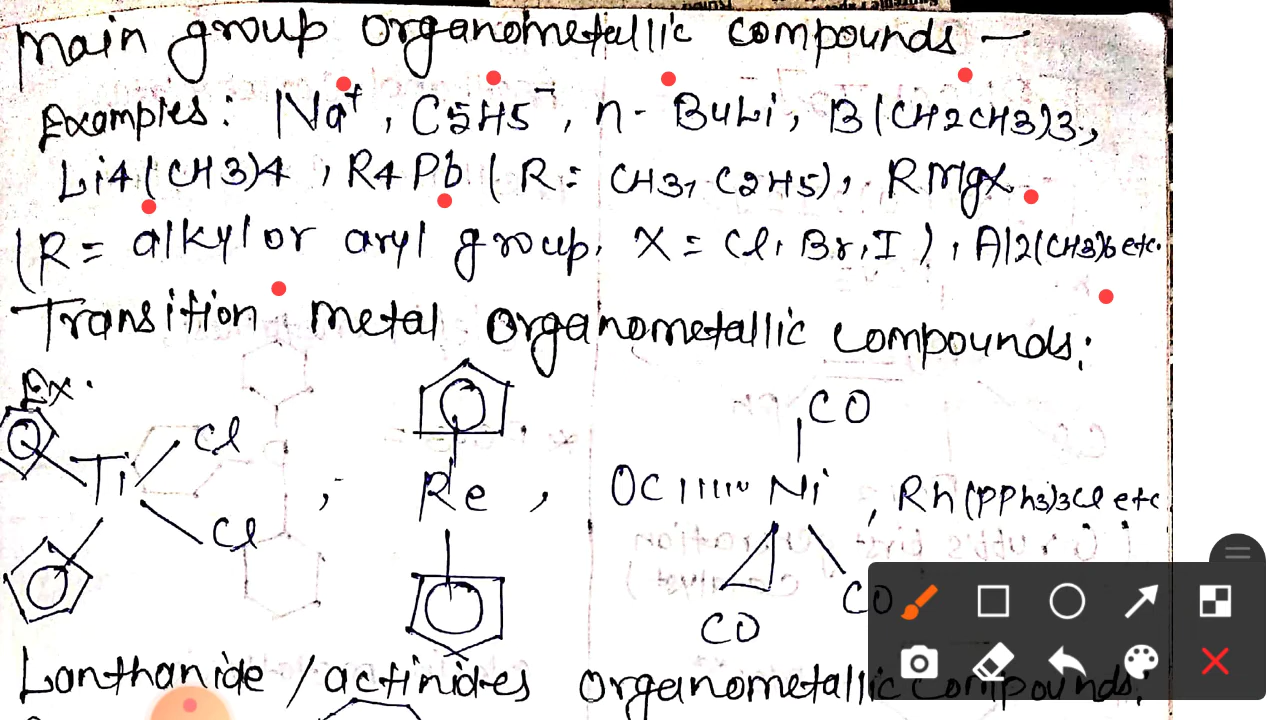 main group organometallic compounds —
Examples: Na+, C5H5-, n-BuLi, B(CH2CH3)3,
Li4(CH3)4, R4Pb (R= CH3, C2H5), RMgX
(R= alkyl or aryl group, X = Cl, Br, I), Al2(CH3)6 etc.
Transition metal organometallic compounds:
Ex.
Ti Cl Cl , Re , CO OC Ni CO CO , Rh(PPh3)3Cl etc
Lanthanide / actinides organometallic compounds: